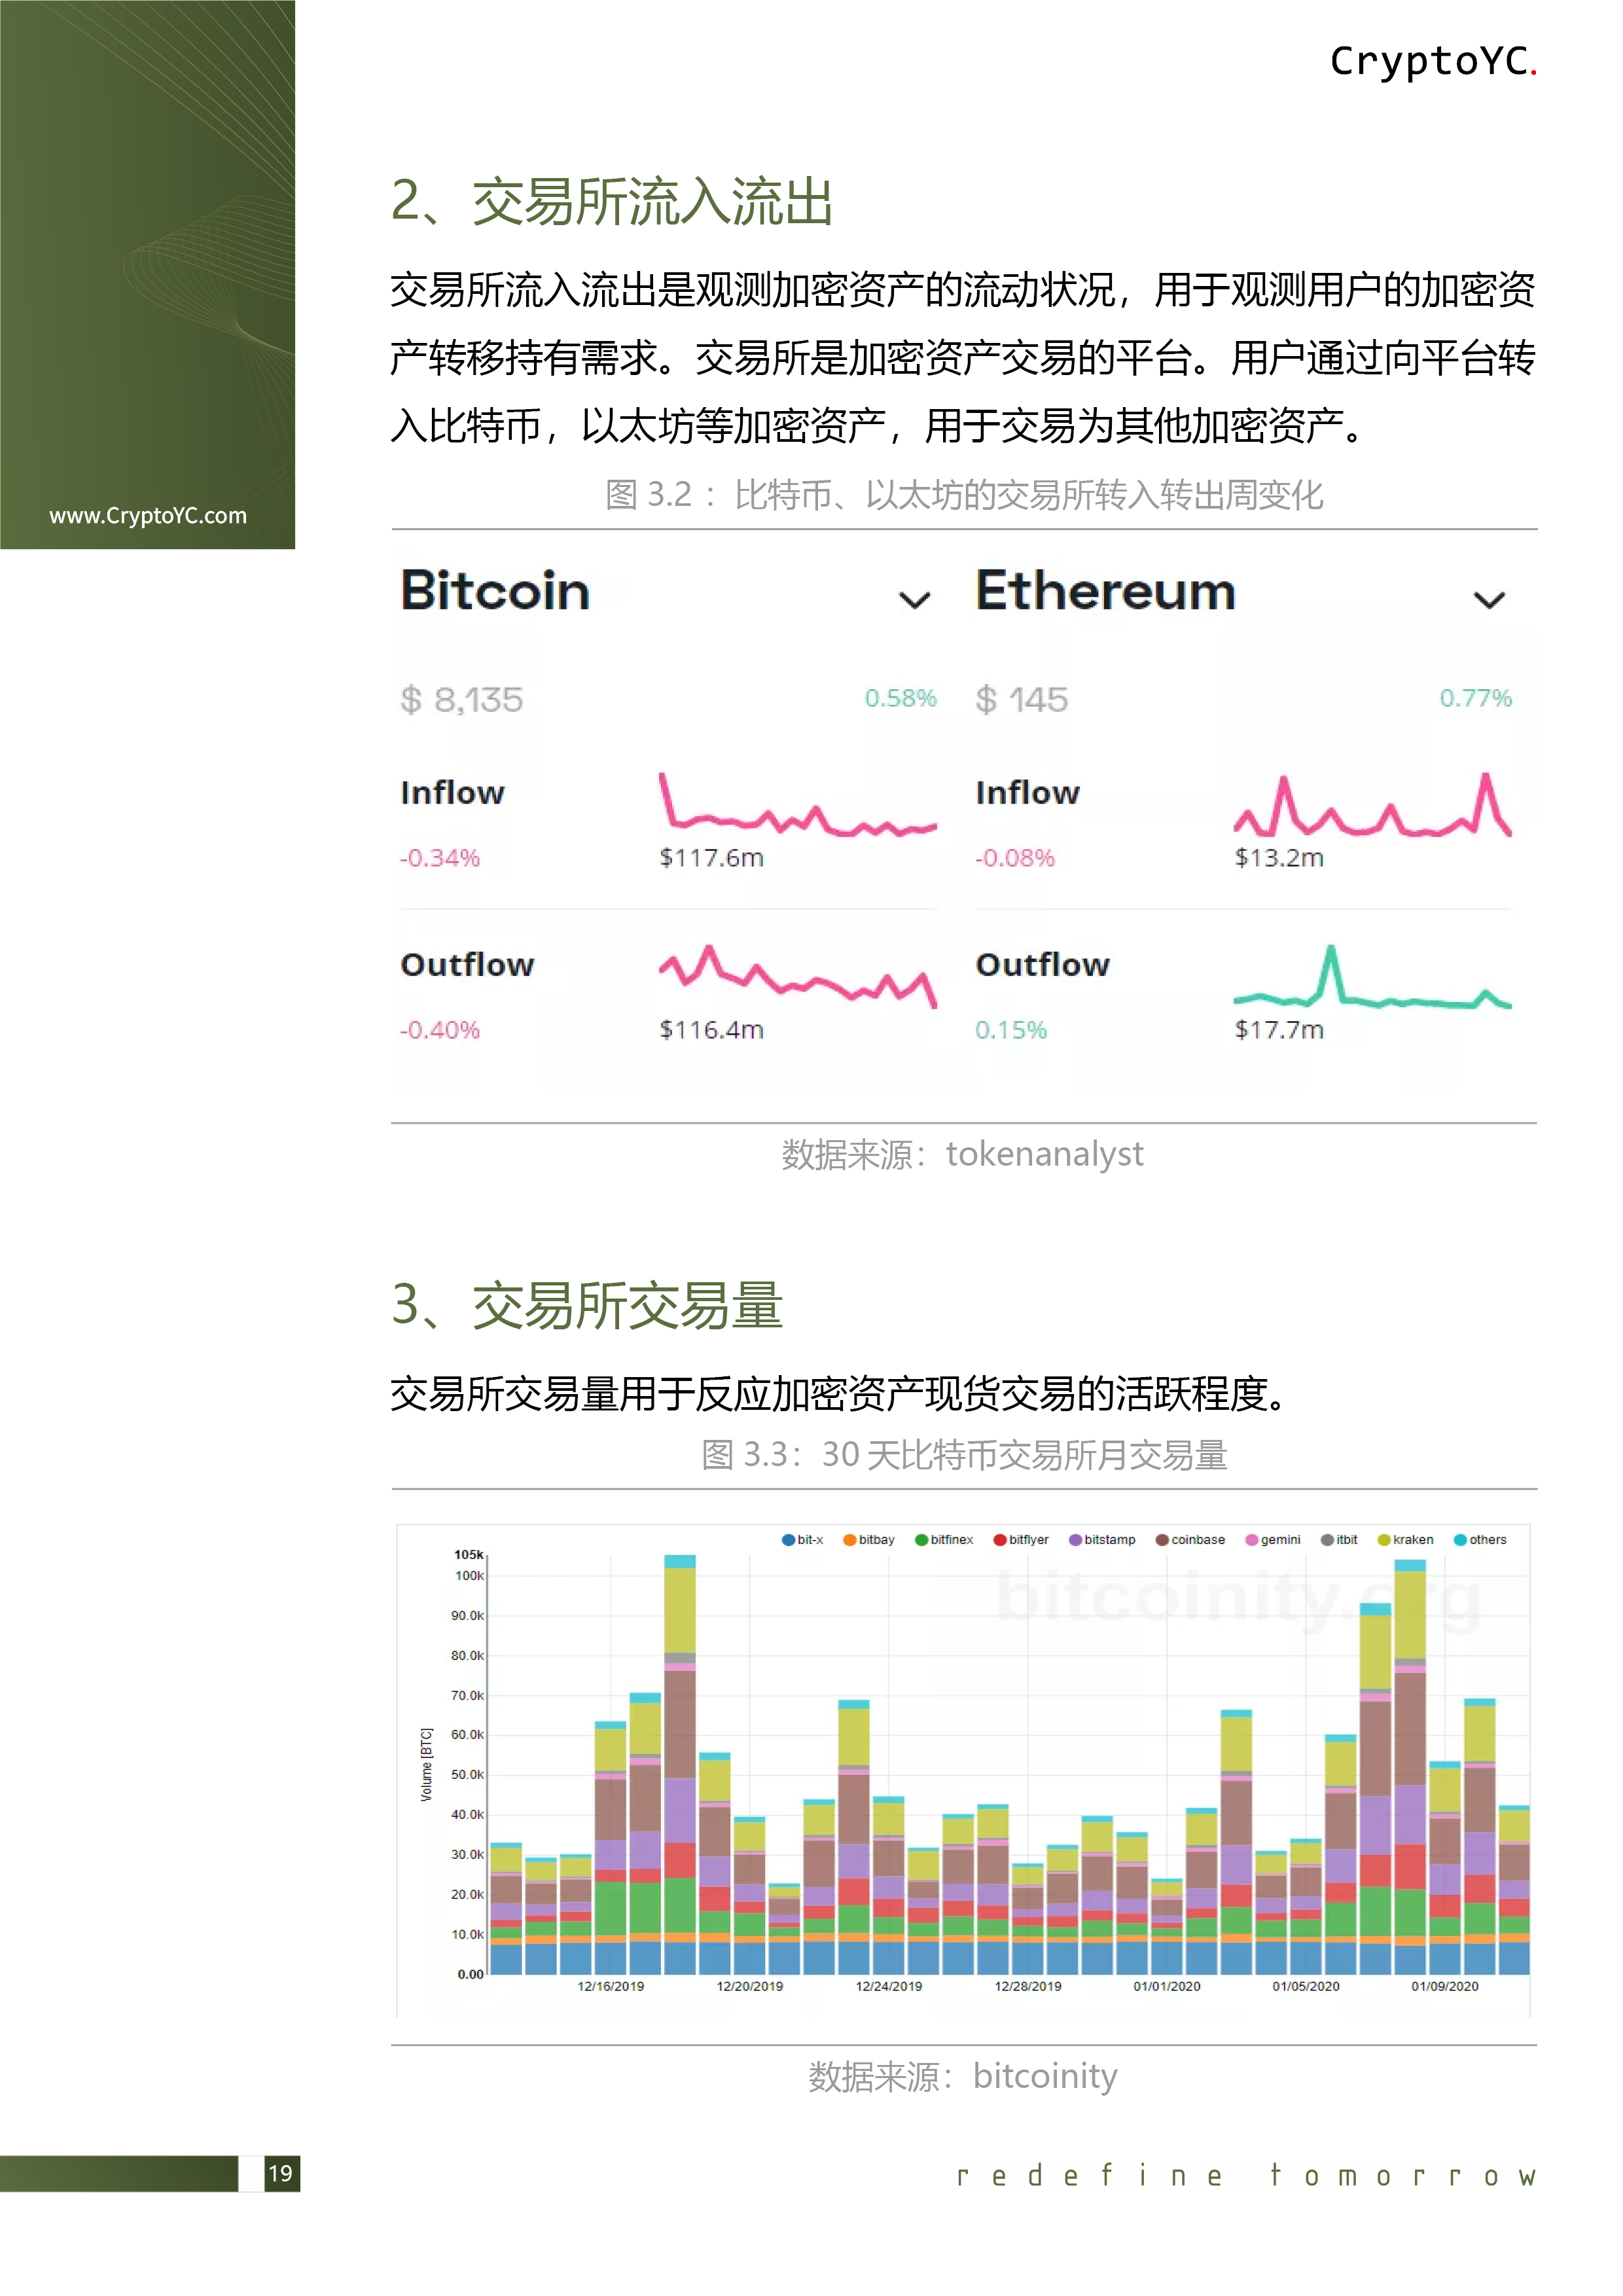 CryptoYC.
www.CryptoYC.com
2、交易所流入流出
交易所流入流出是观测加密资产的流动状况，用于观测用户的加密资
产转移持有需求。交易所是加密资产交易的平台。用户通过向平台转
入比特币，以太坊等加密资产，用于交易为其他加密资产。
图 3.2 ：比特币、以太坊的交易所转入转出周变化
Bitcoin
$ 8,135 0.58%
Inflow
-0.34% $117.6m
Outflow
-0.40% $116.4m
Ethereum
$ 145 0.77%
Inflow
-0.08% $13.2m
Outflow
0.15% $17.7m
数据来源：tokenanalyst
3、交易所交易量
交易所交易量用于反应加密资产现货交易的活跃程度。
图 3.3：30 天比特币交易所月交易量
bit-x bitbay bitfinex bitflyer bitstamp coinbase gemini itbit kraken others
bitcoinity.org
Volume [BTC]
105k
100k
90.0k
80.0k
70.0k
60.0k
50.0k
40.0k
30.0k
20.0k
10.0k
0.00
12/16/2019 12/20/2019 12/24/2019 12/28/2019 01/01/2020 01/05/2020 01/09/2020
数据来源：bitcoinity
19
redefine tomorrow